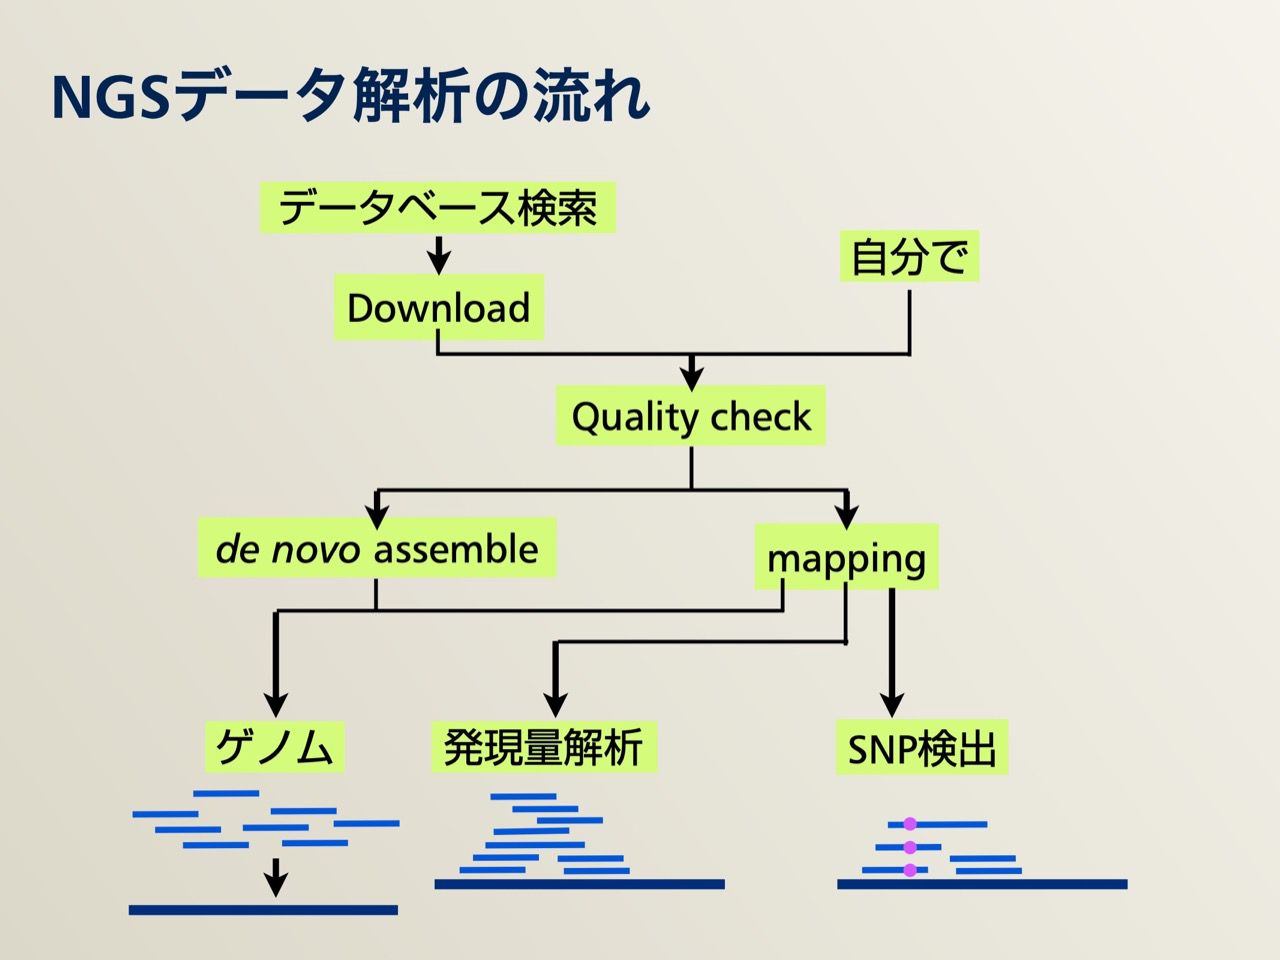 NGSデータ解析の流れ
データベース検索
自分で
Download
Quality check
de novo assemble
mapping
ゲノム
発現量解析
SNP検出